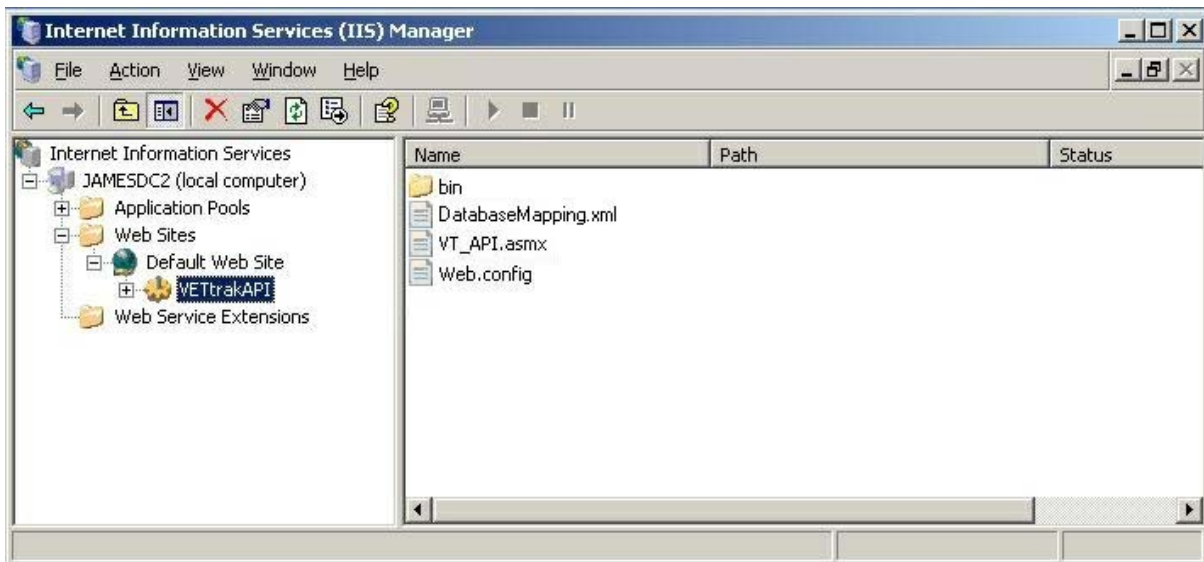 Internet Information Services (IIS) Manager
File Action View Window Help
Internet Information Services
JAMESDC2 (local computer)
Application Pools
Web Sites
Default Web Site
VETtrakAPI
Web Service Extensions
Name Path Status
bin
DatabaseMapping.xml
VT_API.asmx
Web.config